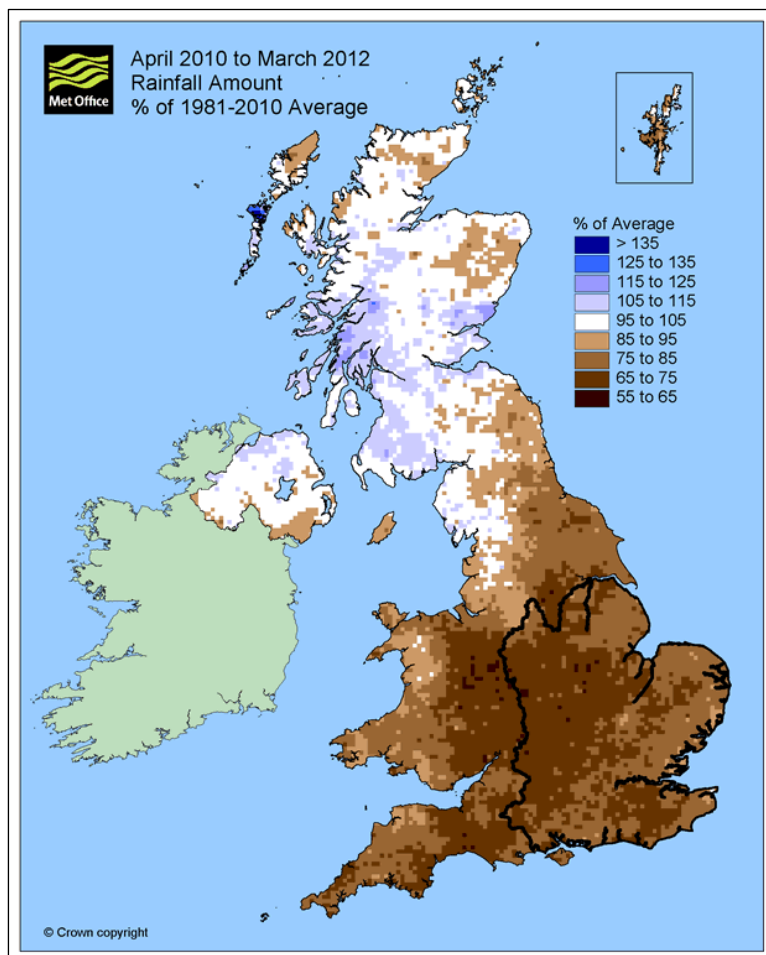 Met Office
April 2010 to March 2012
Rainfall Amount
% of 1981-2010 Average
% of Average
> 135
125 to 135
115 to 125
105 to 115
95 to 105
85 to 95
75 to 85
65 to 75
55 to 65
© Crown copyright